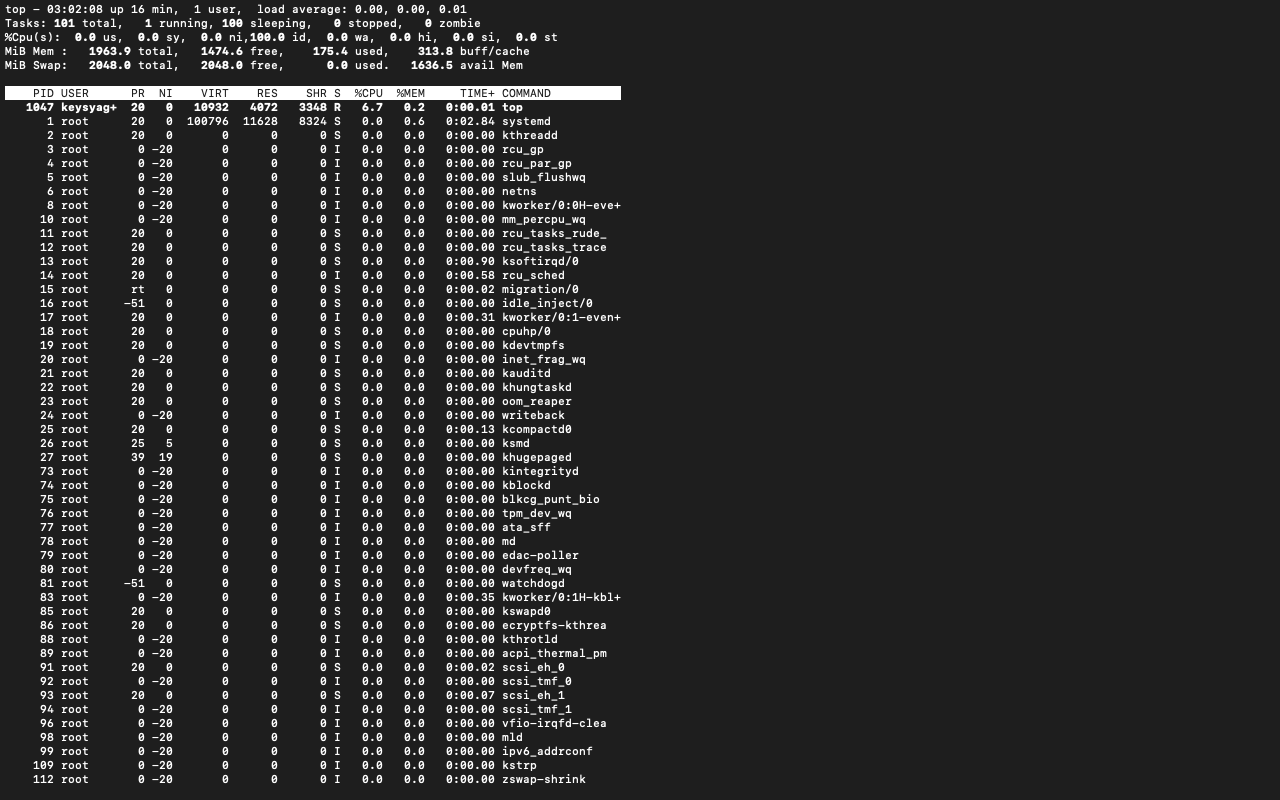 top – 03:02:08 up 16 min,  1 user,  load average: 0.00, 0.00, 0.01
Tasks: 101 total,   1 running, 100 sleeping,   0 stopped,   0 zombie
%Cpu(s):  0.0 us,  0.0 sy,  0.0 ni,100.0 id,  0.0 wa,  0.0 hi,  0.0 si,  0.0 st
MiB Mem :   1963.9 total,   1474.6 free,    175.4 used,    313.8 buff/cache
MiB Swap:   2048.0 total,   2048.0 free,      0.0 used.   1636.5 avail Mem
PID USER      PR  NI    VIRT    RES    SHR S  %CPU  %MEM     TIME+ COMMAND
1047 keysyag+  20   0   10932   4072   3348 R   6.7   0.2   0:00.01 top
1 root      20   0  100796  11628   8324 S   0.0   0.6   0:02.84 systemd
2 root      20   0       0      0      0 S   0.0   0.0   0:00.00 kthreadd
3 root       0 –20       0      0      0 I   0.0   0.0   0:00.00 rcu_gp
4 root       0 –20       0      0      0 I   0.0   0.0   0:00.00 rcu_par_gp
5 root       0 –20       0      0      0 I   0.0   0.0   0:00.00 slub_flushwq
6 root       0 –20       0      0      0 I   0.0   0.0   0:00.00 netns
8 root       0 –20       0      0      0 I   0.0   0.0   0:00.00 kworker/0:0H-eve+
10 root       0 –20       0      0      0 I   0.0   0.0   0:00.00 mm_percpu_wq
11 root      20   0       0      0      0 S   0.0   0.0   0:00.00 rcu_tasks_rude_
12 root      20   0       0      0      0 S   0.0   0.0   0:00.00 rcu_tasks_trace
13 root      20   0       0      0      0 S   0.0   0.0   0:00.90 ksoftirqd/0
14 root      20   0       0      0      0 I   0.0   0.0   0:00.58 rcu_sched
15 root      rt   0       0      0      0 S   0.0   0.0   0:00.02 migration/0
16 root     –51   0       0      0      0 S   0.0   0.0   0:00.00 idle_inject/0
17 root      20   0       0      0      0 I   0.0   0.0   0:00.31 kworker/0:1-even+
18 root      20   0       0      0      0 S   0.0   0.0   0:00.00 cpuhp/0
19 root      20   0       0      0      0 S   0.0   0.0   0:00.00 kdevtmpfs
20 root       0 –20       0      0      0 I   0.0   0.0   0:00.00 inet_frag_wq
21 root      20   0       0      0      0 S   0.0   0.0   0:00.00 kauditd
22 root      20   0       0      0      0 S   0.0   0.0   0:00.00 khungtaskd
23 root      20   0       0      0      0 S   0.0   0.0   0:00.00 oom_reaper
24 root       0 –20       0      0      0 I   0.0   0.0   0:00.00 writeback
25 root      20   0       0      0      0 S   0.0   0.0   0:00.13 kcompactd0
26 root      25   5       0      0      0 S   0.0   0.0   0:00.00 ksmd
27 root      39  19       0      0      0 S   0.0   0.0   0:00.00 khugepaged
73 root       0 –20       0      0      0 I   0.0   0.0   0:00.00 kintegrityd
74 root       0 –20       0      0      0 I   0.0   0.0   0:00.00 kblockd
75 root       0 –20       0      0      0 I   0.0   0.0   0:00.00 blkcg_punt_bio
76 root       0 –20       0      0      0 I   0.0   0.0   0:00.00 tpm_dev_wq
77 root       0 –20       0      0      0 I   0.0   0.0   0:00.00 ata_sff
78 root       0 –20       0      0      0 I   0.0   0.0   0:00.00 md
79 root       0 –20       0      0      0 I   0.0   0.0   0:00.00 edac-poller
80 root       0 –20       0      0      0 I   0.0   0.0   0:00.00 devfreq_wq
81 root     –51   0       0      0      0 S   0.0   0.0   0:00.00 watchdogd
83 root       0 –20       0      0      0 I   0.0   0.0   0:00.35 kworker/0:1H-kbl+
85 root      20   0       0      0      0 S   0.0   0.0   0:00.00 kswapd0
86 root      20   0       0      0      0 S   0.0   0.0   0:00.00 ecryptfs-kthrea
88 root       0 –20       0      0      0 I   0.0   0.0   0:00.00 kthrotld
89 root       0 –20       0      0      0 I   0.0   0.0   0:00.00 acpi_thermal_pm
91 root      20   0       0      0      0 S   0.0   0.0   0:00.02 scsi_eh_0
92 root       0 –20       0      0      0 I   0.0   0.0   0:00.00 scsi_tmf_0
93 root      20   0       0      0      0 S   0.0   0.0   0:00.07 scsi_eh_1
94 root       0 –20       0      0      0 I   0.0   0.0   0:00.00 scsi_tmf_1
96 root       0 –20       0      0      0 I   0.0   0.0   0:00.00 vfio-irqfd-clea
98 root       0 –20       0      0      0 I   0.0   0.0   0:00.00 mld
99 root       0 –20       0      0      0 I   0.0   0.0   0:00.00 ipv6_addrconf
109 root       0 –20       0      0      0 I   0.0   0.0   0:00.00 kstrp
112 root       0 –20       0      0      0 I   0.0   0.0   0:00.00 zswap-shrink